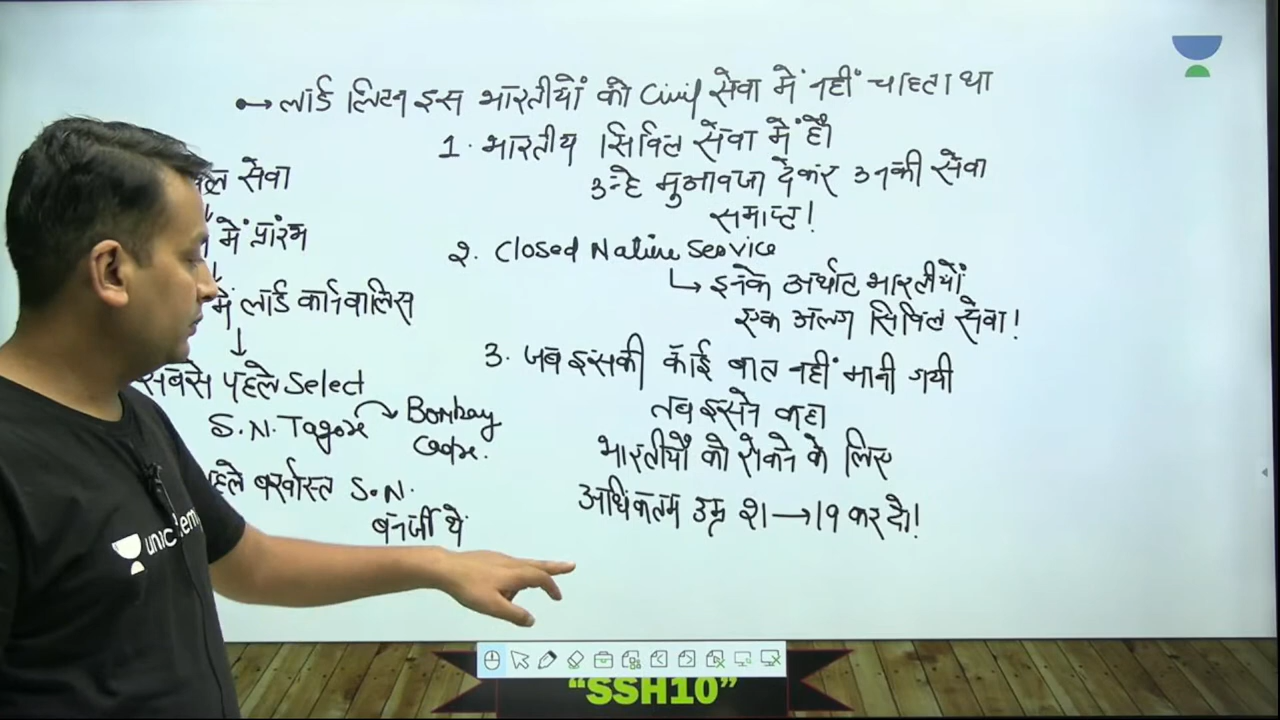 → लार्ड लिटन इस भारतीयों को Civil सेवा में नहीं चाहता था
1. भारतीय सिविल सेवा में हैं
उन्हे मुआवजा देकर उनकी सेवा
समाप्त!
2. Closed Native Service
↳ इनके अर्थात भारतीयों
एक अलग सिविल सेवा!
3. जब इसकी कोई बात नहीं मानी गयी
तब इसने कहा
भारतीयों को रोकने के लिए
अधिकतम उम्र 21 → 19 कर दो!
सेवा
में प्रारंभ
में लार्ड कार्नवालिस
↓
सबसे पहले Select
S.N. Tagore → Bombay
बर्खास्त S.N.
बनर्जी थे
unac
"SSH10"